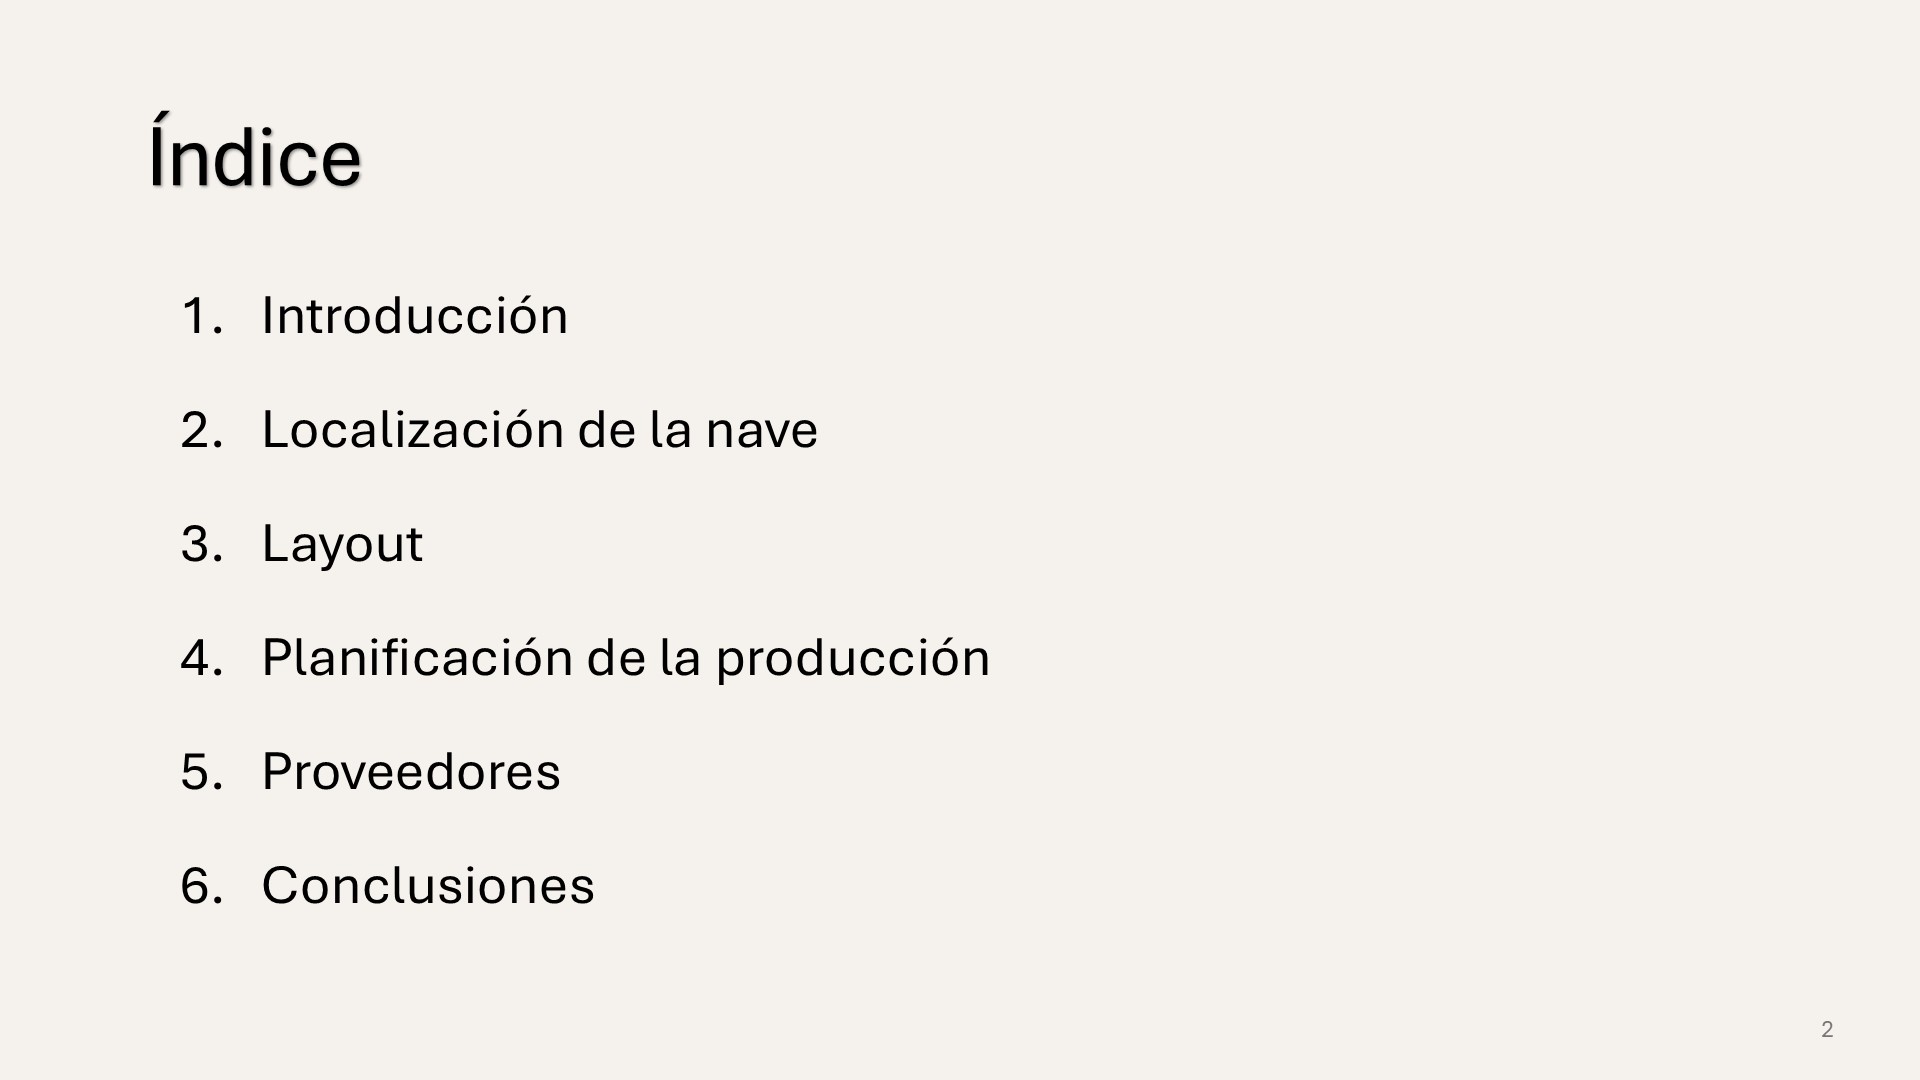 Índice
1. Introducción
2. Localización de la nave
3. Layout
4. Planificación de la producción
5. Proveedores
6. Conclusiones
2